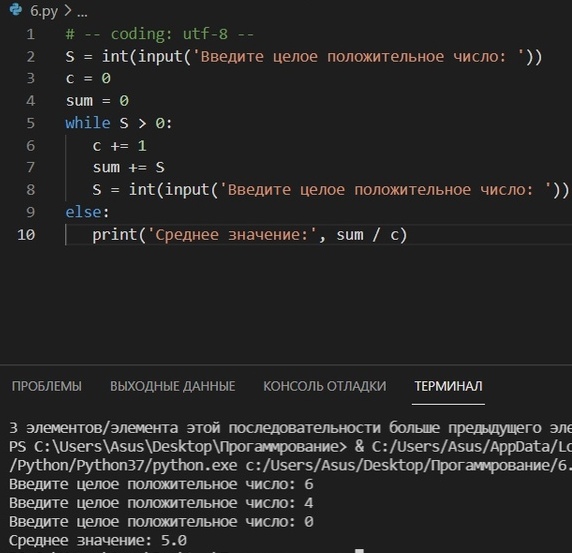 6.py > ...
1 # -- coding: utf-8 --
2 S = int(input('Введите целое положительное число: '))
3 c = 0
4 sum = 0
5 while S > 0:
6 c += 1
7 sum += S
8 S = int(input('Введите целое положительное число: '))
9 else:
10 print('Среднее значение:', sum / c)
ПРОБЛЕМЫ ВЫХОДНЫЕ ДАННЫЕ КОНСОЛЬ ОТЛАДКИ ТЕРМИНАЛ
3 элементов/элемента этой последовательности больше предыдущего эле
PS C:\Users\Asus\Desktop\Прогаммрование> & C:/Users/Asus/AppData/Lo
/Python/Python37/python.exe c:/Users/Asus/Desktop/Прогаммрование/6.
Введите целое положительное число: 6
Введите целое положительное число: 4
Введите целое положительное число: 0
Среднее значение: 5.0